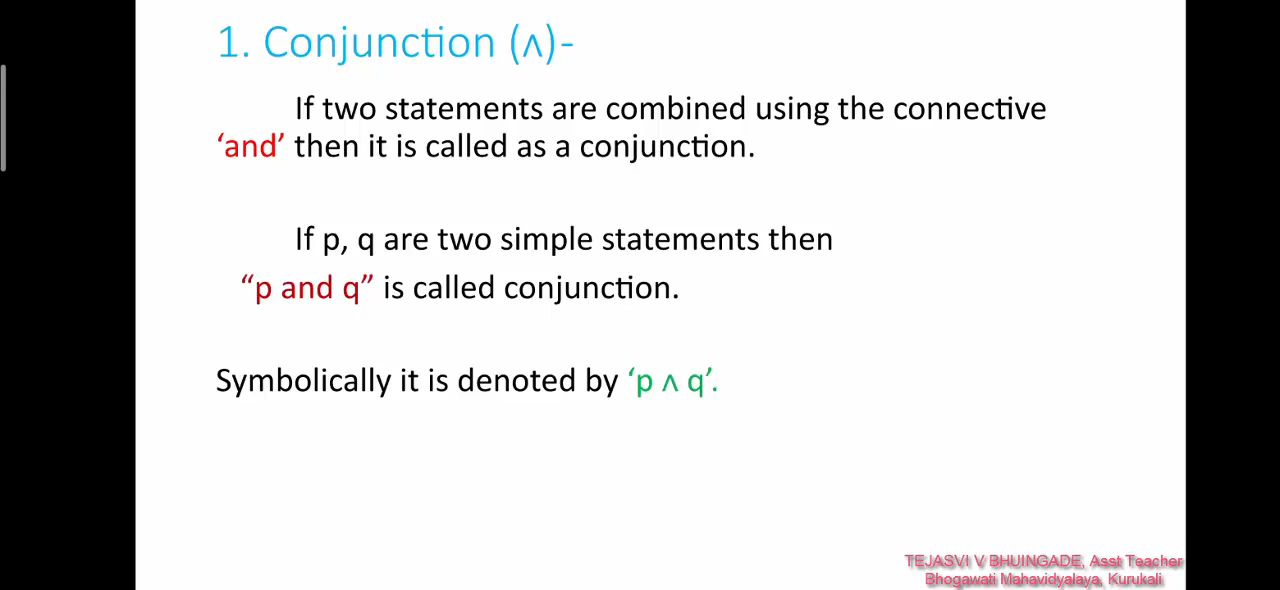 1. Conjunction (∧)-
If two statements are combined using the connective
‘and’ then it is called as a conjunction.
If p, q are two simple statements then
“p and q” is called conjunction.
Symbolically it is denoted by ‘p ∧ q’.
TEJASVI V BHUINGADE, Asst Teacher
Bhogawati Mahavidyalaya, Kurukali